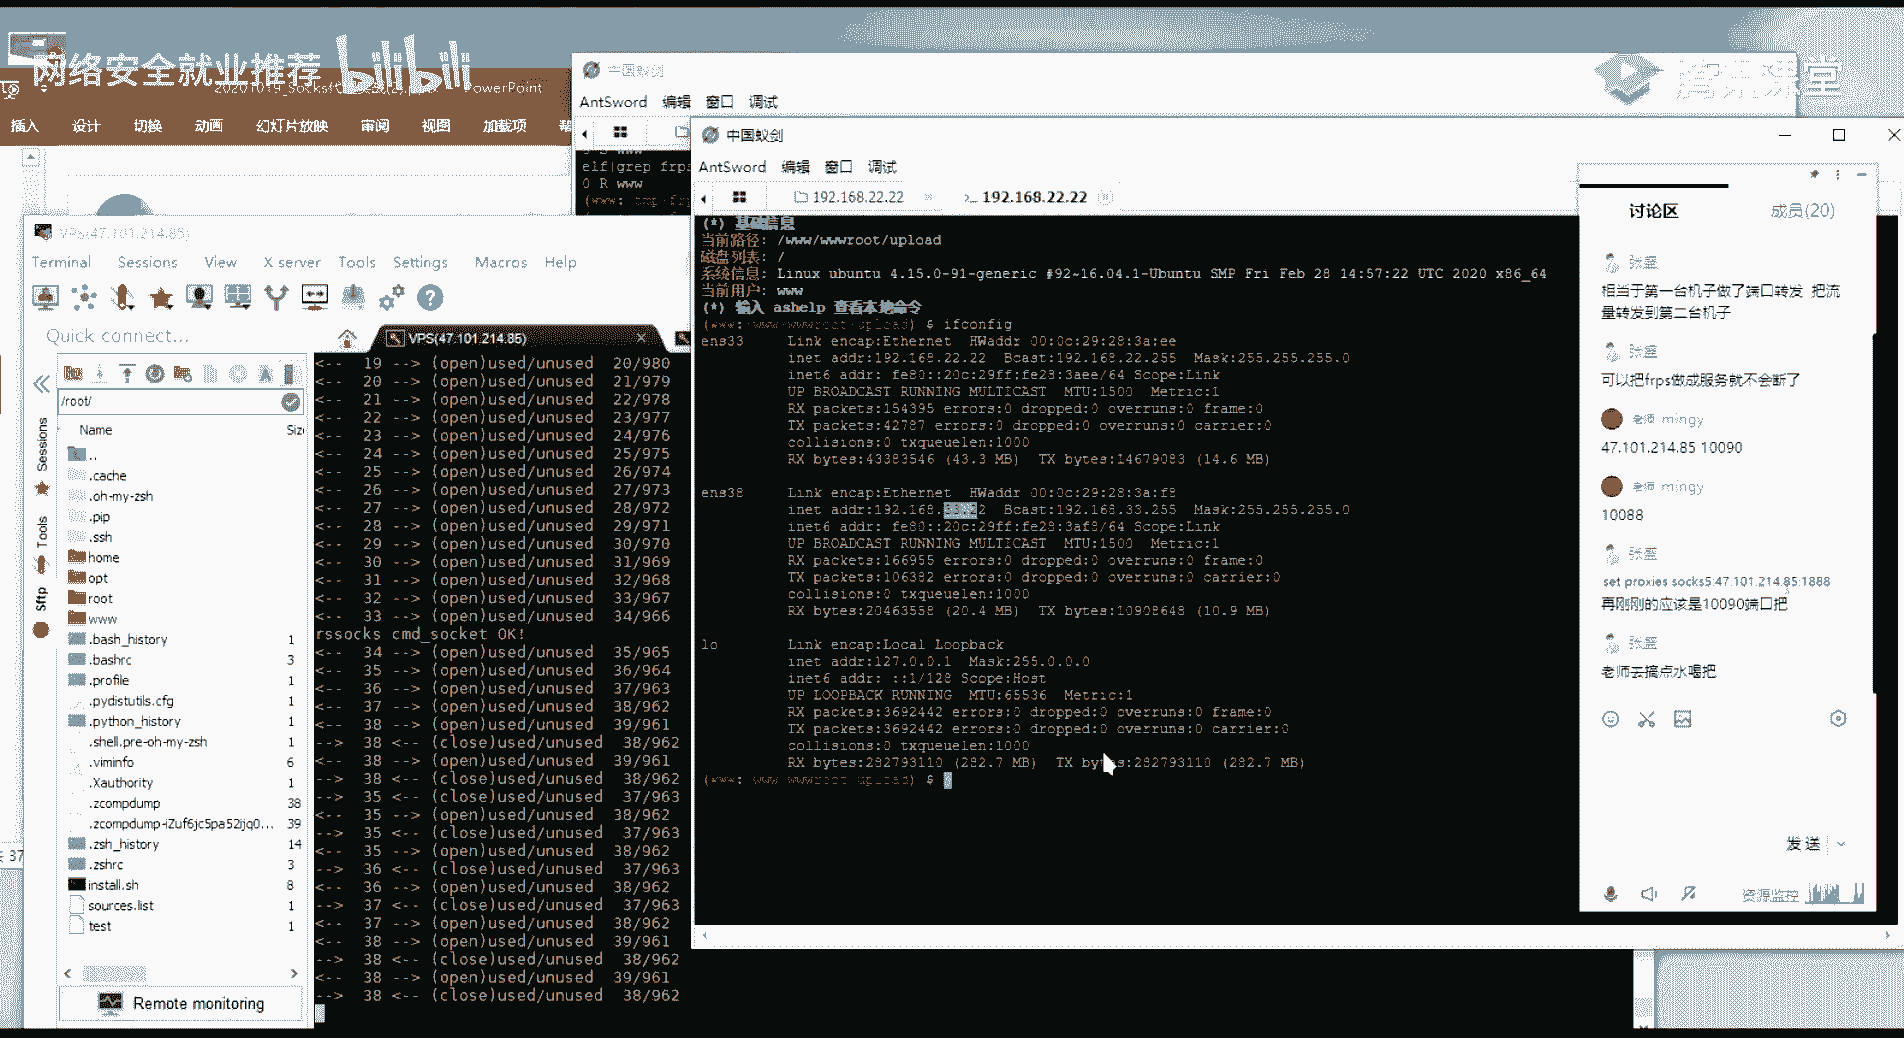 网络安全就业推荐 bilibili
PowerPoint
插入 设计 切换 动画 幻灯片放映 审阅 视图 加载项
中国蚁剑
AntSword 编辑 窗口 调试
elf|grep frps
0 R www
VPS(47.101.214.85)
Terminal Sessions View X server Tools Settings Macros Help
Quick connect...
VPS(47.101.214.85)
Sessions
Tools
Sftp
/root/
Name
..
.cache
.oh-my-zsh
.pip
.ssh
home
opt
root
www
.bash_history 1
.bashrc 3
.profile 1
.pydistutils.cfg 1
.python_history 1
.shell.pre-oh-my-zsh 1
.viminfo 6
.Xauthority 1
.zcompdump 38
.zcompdump-iZuf6jc5pa52ijq0... 39
.zsh_history 14
.zshrc 3
install.sh 8
sources.list 1
test 1
Remote monitoring
<-- 19 --> (open)used/unused 20/980
<-- 20 --> (open)used/unused 21/979
<-- 21 --> (open)used/unused 22/978
<-- 22 --> (open)used/unused 23/977
<-- 23 --> (open)used/unused 24/976
<-- 24 --> (open)used/unused 25/975
<-- 25 --> (open)used/unused 26/974
<-- 26 --> (open)used/unused 27/973
<-- 27 --> (open)used/unused 28/972
<-- 28 --> (open)used/unused 29/971
<-- 29 --> (open)used/unused 30/970
<-- 30 --> (open)used/unused 31/969
<-- 31 --> (open)used/unused 32/968
<-- 32 --> (open)used/unused 33/967
<-- 33 --> (open)used/unused 34/966
rssocks cmd_socket OK!
<-- 34 --> (open)used/unused 35/965
<-- 35 --> (open)used/unused 36/964
<-- 36 --> (open)used/unused 37/963
<-- 37 --> (open)used/unused 38/962
<-- 38 --> (open)used/unused 39/961
--> 38 <-- (close)used/unused 38/962
<-- 38 --> (open)used/unused 39/961
--> 38 <-- (close)used/unused 38/962
--> 35 <-- (close)used/unused 37/963
<-- 35 --> (open)used/unused 38/962
--> 35 <-- (close)used/unused 37/963
<-- 35 --> (open)used/unused 38/962
--> 36 <-- (close)used/unused 37/963
<-- 36 --> (open)used/unused 38/962
--> 37 <-- (close)used/unused 37/963
<-- 37 --> (open)used/unused 38/962
<-- 38 --> (open)used/unused 39/961
--> 38 <-- (close)used/unused 38/962
<-- 38 --> (open)used/unused 39/961
--> 38 <-- (close)used/unused 38/962
中国蚁剑
AntSword 编辑 窗口 调试
192.168.22.22 192.168.22.22
(*) 基础信息
当前路径: /www/wwwroot/upload
磁盘列表: /
系统信息: Linux ubuntu 4.15.0-91-generic #92~16.04.1-Ubuntu SMP Fri Feb 28 14:57:22 UTC 2020 x86_64
当前用户: www
(*) 输入 ashelp 查看本地命令
(www:/www/wwwroot/upload) $ ifconfig
ens33 Link encap:Ethernet HWaddr 00:0c:29:28:3a:ee
inet addr:192.168.22.22 Bcast:192.168.22.255 Mask:255.255.255.0
inet6 addr: fe80::20c:29ff:fe28:3aee/64 Scope:Link
UP BROADCAST RUNNING MULTICAST MTU:1500 Metric:1
RX packets:154395 errors:0 dropped:0 overruns:0 frame:0
TX packets:42787 errors:0 dropped:0 overruns:0 carrier:0
collisions:0 txqueuelen:1000
RX bytes:43383546 (43.3 MB) TX bytes:14679083 (14.6 MB)
ens38 Link encap:Ethernet HWaddr 00:0c:29:28:3a:f8
inet addr:192.168. Bcast:192.168.33.255 Mask:255.255.255.0
inet6 addr: fe80::20c:29ff:fe28:3af8/64 Scope:Link
UP BROADCAST RUNNING MULTICAST MTU:1500 Metric:1
RX packets:166955 errors:0 dropped:0 overruns:0 frame:0
TX packets:106382 errors:0 dropped:0 overruns:0 carrier:0
collisions:0 txqueuelen:1000
RX bytes:20463558 (20.4 MB) TX bytes:10908648 (10.9 MB)
lo Link encap:Local Loopback
inet addr:127.0.0.1 Mask:255.0.0.0
inet6 addr: ::1/128 Scope:Host
UP LOOPBACK RUNNING MTU:65536 Metric:1
RX packets:3692442 errors:0 dropped:0 overruns:0 frame:0
TX packets:3692442 errors:0 dropped:0 overruns:0 carrier:0
collisions:0 txqueuelen:1000
RX bytes:282793110 (282.7 MB) TX bytes:282793110 (282.7 MB)
(www:/www/wwwroot/upload) $
讨论区 成员(20)
张盛
相当于第一台机子做了端口转发 把流
量转发到第二台机子
张盛
可以把frps做成服务就不会断了
老师 mingy
47.101.214.85 10090
老师 mingy
10088
张盛
set proxies socks5:47.101.214.85:1888
再刚刚的应该是10090端口把
张盛
老师去搞点水喝把
发送
资源监控